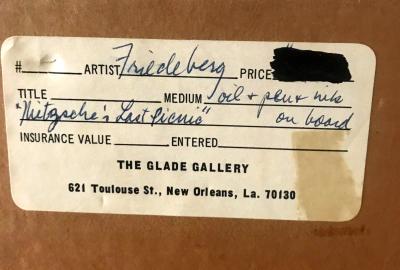 #___ ARTIST Friedeberg PRICE
TITLE MEDIUM oil + pen + ink
"Nietzsche's Last Picnic" on board
INSURANCE VALUE ENTERED
THE GLADE GALLERY
621 Toulouse St., New Orleans, La. 70130